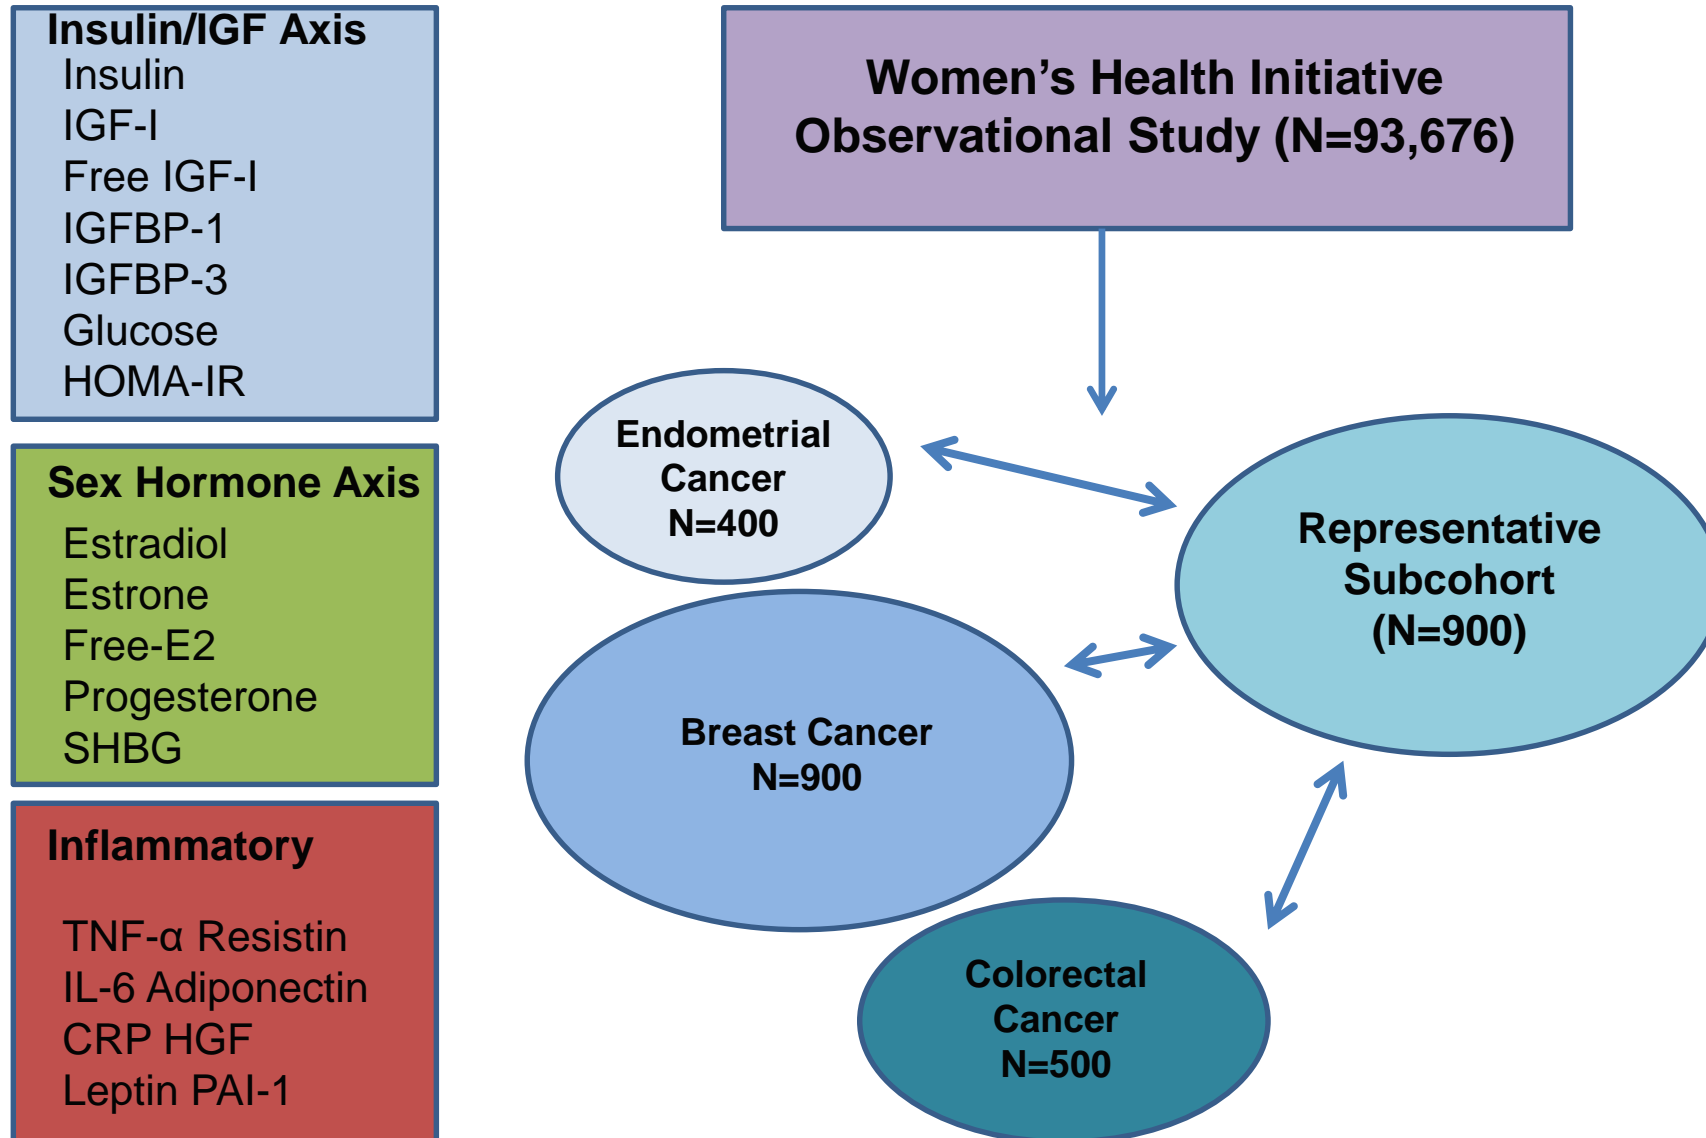 Insulin/IGF Axis
Insulin
IGF-I
Free IGF-I
IGFBP-1
IGFBP-3
Glucose
HOMA-IR
Sex Hormone Axis
Estradiol
Estrone
Free-E2
Progesterone
SHBG
Inflammatory
TNF-α Resistin
IL-6 Adiponectin
CRP HGF
Leptin PAI-1
Women’s Health Initiative
Observational Study (N=93,676)
Endometrial
Cancer
N=400
Representative
Subcohort
(N=900)
Breast Cancer
N=900
Colorectal
Cancer
N=500